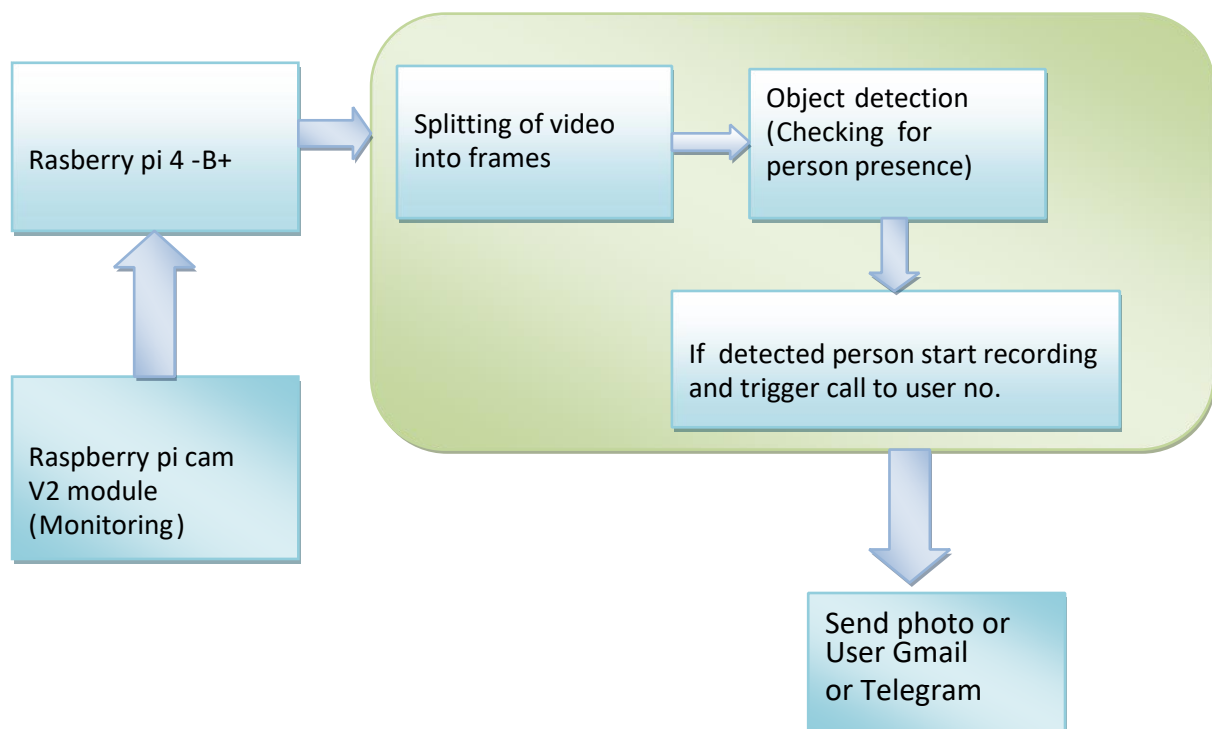 Rasberry pi 4 -B+
Splitting of video
into frames
Object detection
(Checking for
person presence)
If detected person start recording
and trigger call to user no.
Raspberry pi cam
V2 module
(Monitoring)
Send photo or
User Gmail
or Telegram